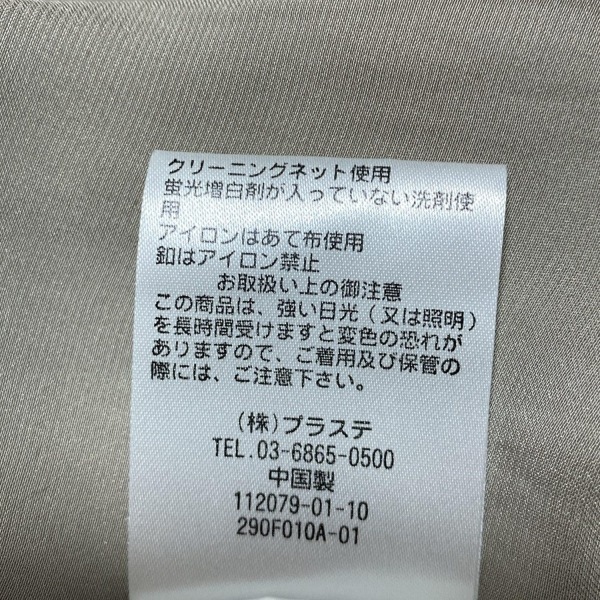 クリーニングネット使用
蛍光増白剤が入っていない洗剤使
用
アイロンはあて布使用
釦はアイロン禁止
お取扱い上の御注意
この商品は、強い日光(又は照明)
を長時間受けますと変色の恐れが
ありますので、ご着用及び保管の
際には、ご注意下さい。
(株)プラステ
TEL.03-6865-0500
中国製
112079-01-10
290F010A-01